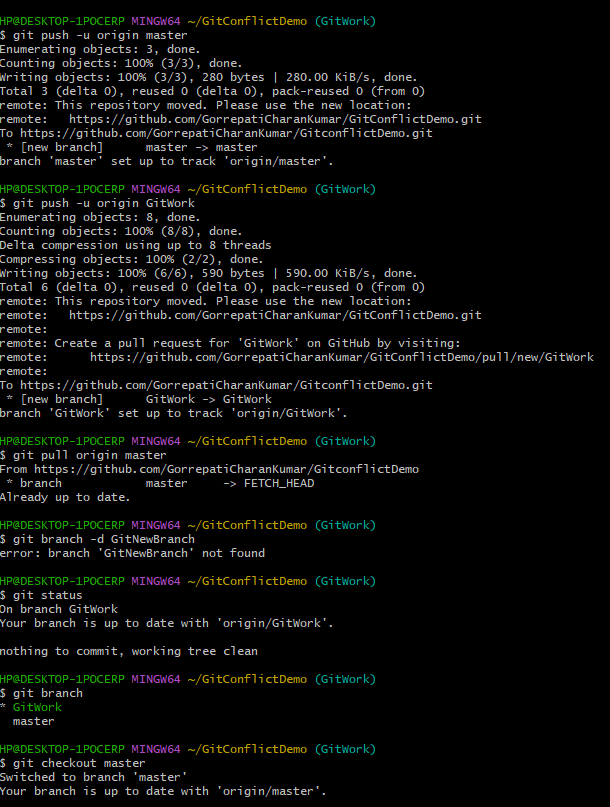 HP@DESKTOP-1POCERP MINGW64 ~/GitConflictDemo (GitWork)
$ git push -u origin master
Enumerating objects: 3, done.
Counting objects: 100% (3/3), done.
Writing objects: 100% (3/3), 280 bytes | 280.00 KiB/s, done.
Total 3 (delta 0), reused 0 (delta 0), pack-reused 0 (from 0)
remote: This repository moved. Please use the new location:
remote:   https://github.com/GorrepatiCharanKumar/GitConflictDemo.git
To https://github.com/GorrepatiCharanKumar/GitconflictDemo.git
 * [new branch]      master -> master
branch 'master' set up to track 'origin/master'.
HP@DESKTOP-1POCERP MINGW64 ~/GitConflictDemo (GitWork)
$ git push -u origin GitWork
Enumerating objects: 8, done.
Counting objects: 100% (8/8), done.
Delta compression using up to 8 threads
Compressing objects: 100% (2/2), done.
Writing objects: 100% (6/6), 590 bytes | 590.00 KiB/s, done.
Total 6 (delta 0), reused 0 (delta 0), pack-reused 0 (from 0)
remote: This repository moved. Please use the new location:
remote:   https://github.com/GorrepatiCharanKumar/GitConflictDemo.git
remote:
remote: Create a pull request for 'GitWork' on GitHub by visiting:
remote:      https://github.com/GorrepatiCharanKumar/GitConflictDemo/pull/new/GitWork
remote:
To https://github.com/GorrepatiCharanKumar/GitconflictDemo.git
 * [new branch]      GitWork -> GitWork
branch 'GitWork' set up to track 'origin/GitWork'.
HP@DESKTOP-1POCERP MINGW64 ~/GitConflictDemo (GitWork)
$ git pull origin master
From https://github.com/GorrepatiCharanKumar/GitconflictDemo
 * branch            master     -> FETCH_HEAD
Already up to date.
HP@DESKTOP-1POCERP MINGW64 ~/GitConflictDemo (GitWork)
$ git branch -d GitNewBranch
error: branch 'GitNewBranch' not found
HP@DESKTOP-1POCERP MINGW64 ~/GitConflictDemo (GitWork)
$ git status
On branch GitWork
Your branch is up to date with 'origin/GitWork'.
nothing to commit, working tree clean
HP@DESKTOP-1POCERP MINGW64 ~/GitConflictDemo (GitWork)
$ git branch
* GitWork
  master
HP@DESKTOP-1POCERP MINGW64 ~/GitConflictDemo (GitWork)
$ git checkout master
Switched to branch 'master'
Your branch is up to date with 'origin/master'.